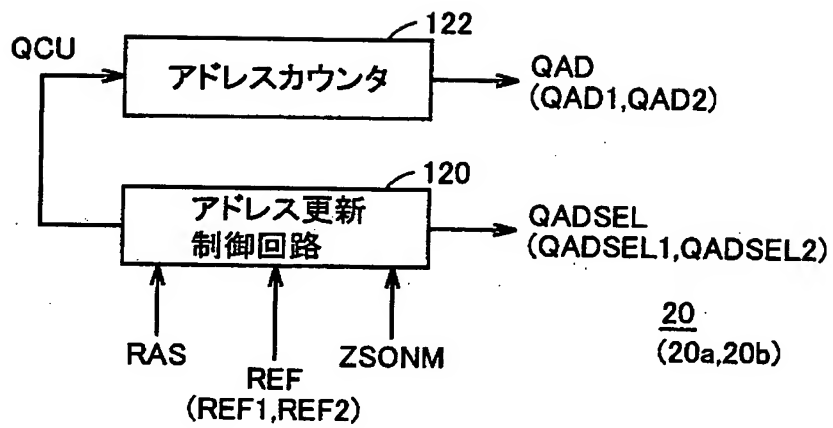 122
QCU
アドレスカウンタ
QAD
(QAD1,QAD2)
120
アドレス更新
制御回路
QADSEL
(QADSEL1,QADSEL2)
RAS
REF
(REF1,REF2)
ZSONM
20
(20a,20b)